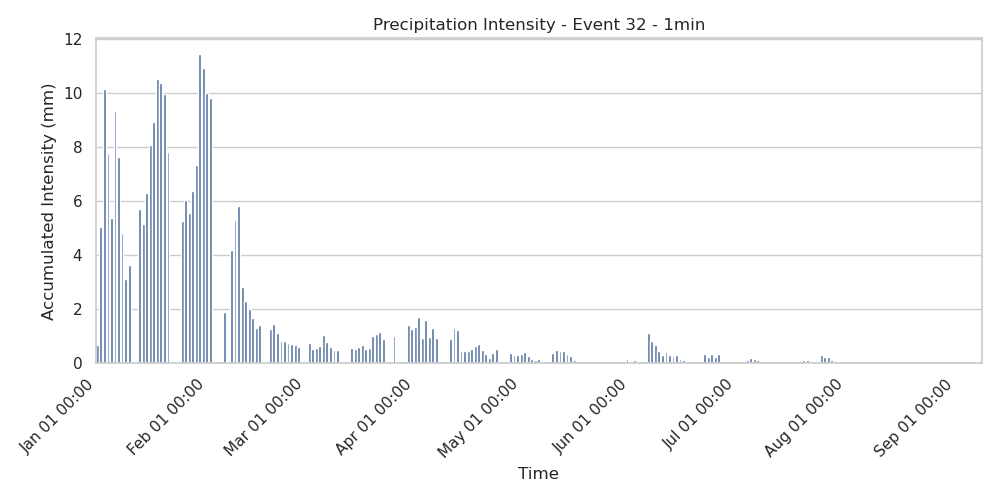 Precipitation Intensity - Event 32 - 1min
Accumulated Intensity (mm)
12
10
8
6
4
2
0
Jan 01 00:00
Feb 01 00:00
Mar 01 00:00
Apr 01 00:00
May 01 00:00
Jun 01 00:00
Jul 01 00:00
Aug 01 00:00
Sep 01 00:00
Time